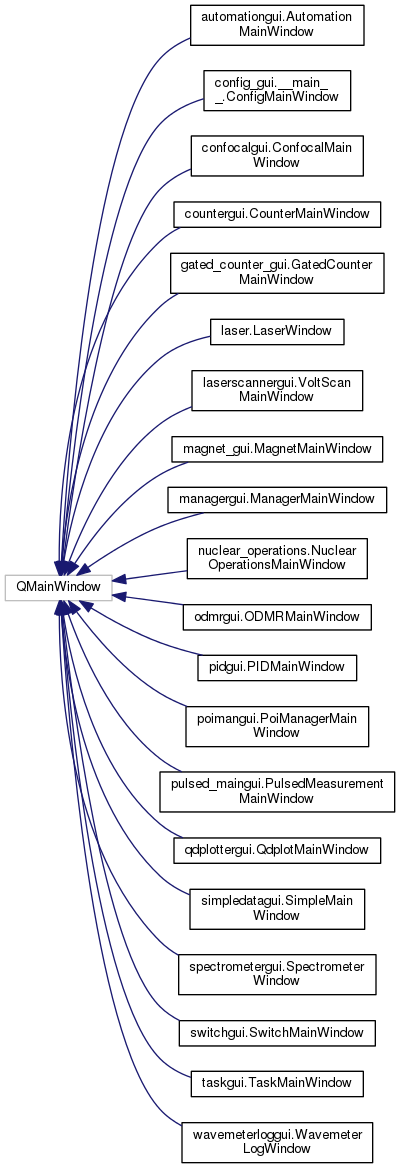 automationgui.Automation
MainWindow
config_gui.__main_
_.ConfigMainWindow
confocalgui.ConfocalMain
Window
countergui.CounterMainWindow
gated_counter_gui.GatedCounter
MainWindow
laser.LaserWindow
laserscannergui.VoltScan
MainWindow
magnet_gui.MagnetMainWindow
managergui.ManagerMainWindow
nuclear_operations.Nuclear
OperationsMainWindow
QMainWindow
odmrgui.ODMRMainWindow
pidgui.PIDMainWindow
poimangui.PoiManagerMain
Window
pulsed_maingui.PulsedMeasurement
MainWindow
qdplottergui.QdplotMainWindow
simpledatagui.SimpleMain
Window
spectrometergui.Spectrometer
Window
switchgui.SwitchMainWindow
taskgui.TaskMainWindow
wavemeterloggui.Wavemeter
LogWindow